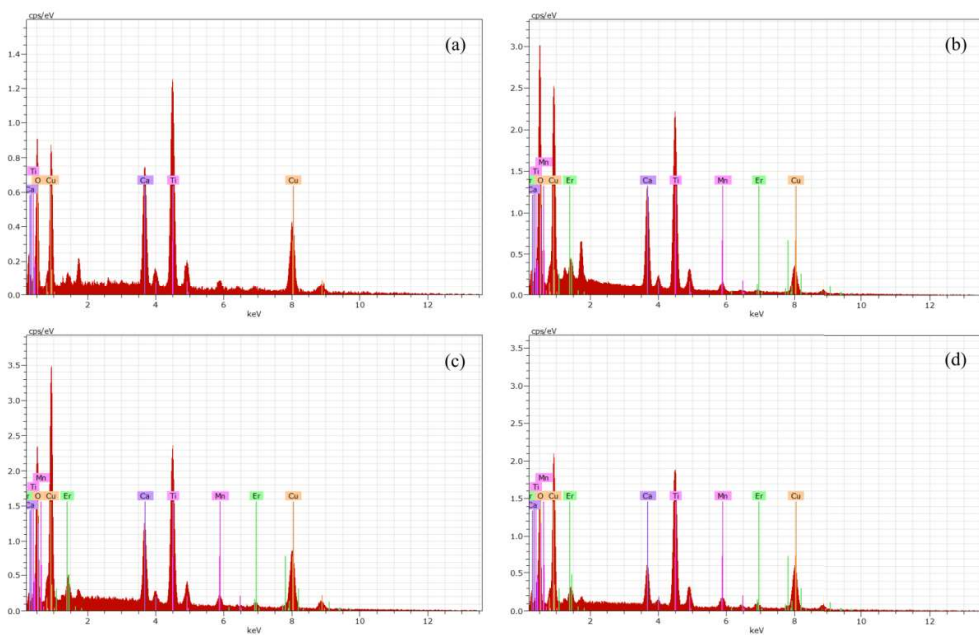 cps/eV
(a)
1.4
1.2
1.0
0.8
Ti
0.6
O Cu Ca Ti Cu
Ca
0.4
0.2
0.0
2 4 6 8 10 12
keV
cps/eV
(b)
3.0
2.5
2.0
Mn
Ti
1.5
r O Cu Er Ca Ti Mn Er Cu
Ca
1.0
0.5
0.0
2 4 6 8 10 12
keV
cps/eV
(c)
3.5
3.0
2.5
2.0
Mn
Ti
1.5
r O Cu Er Ca Ti Mn Er Cu
Ca
1.0
0.5
0.0
2 4 6 8 10 12
keV
cps/eV
(d)
3.5
3.0
2.5
2.0
Mn
Ti
1.5
r O Cu Er Ca Ti Mn Er Cu
Ca
1.0
0.5
0.0
2 4 6 8 10 12
keV